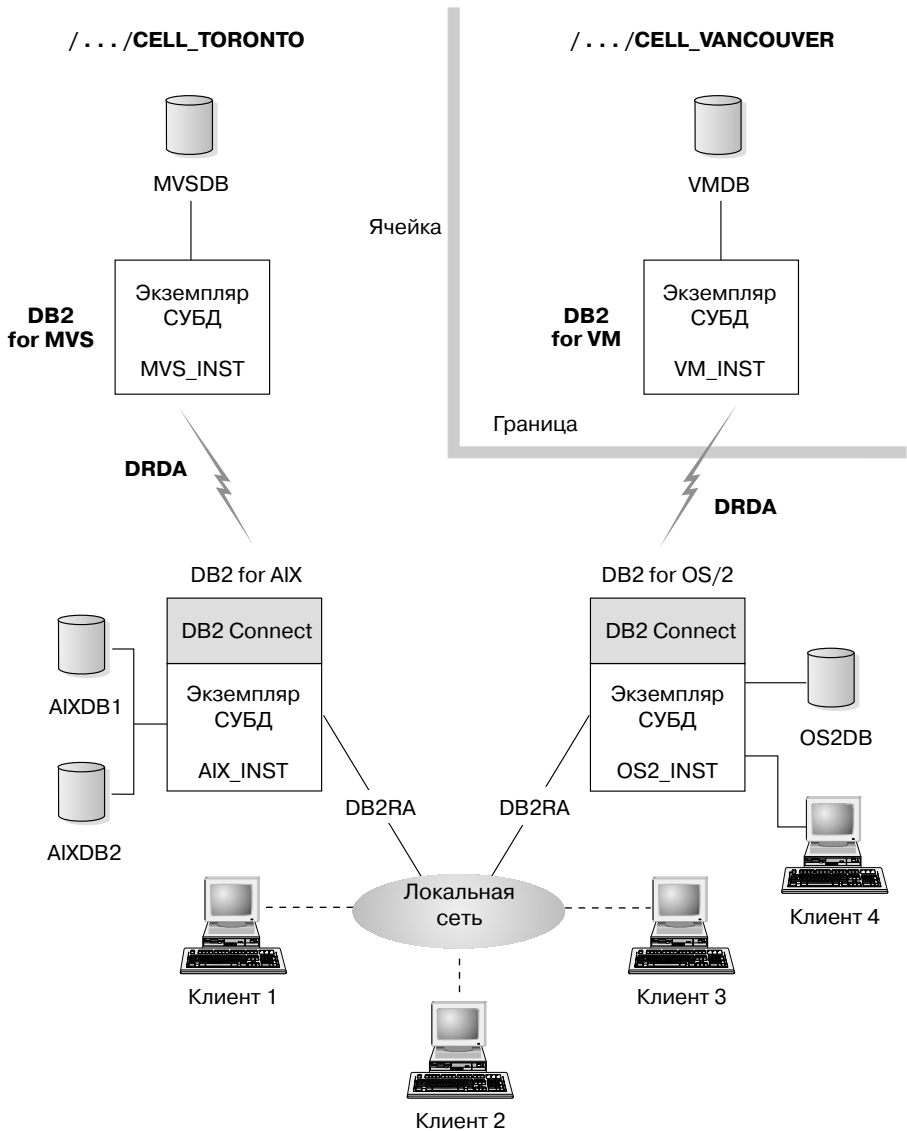 / . . . /CELL_TORONTO
/ . . . /CELL_VANCOUVER
MVSDB
VMDB
Ячейка
DB2
for MVS
Экземпляр
СУБД
MVS_INST
DB2
for VM
Экземпляр
СУБД
VM_INST
Граница
DRDA
DRDA
DB2 for AIX
DB2 for OS/2
DB2 Connect
DB2 Connect
AIXDB1
Экземпляр
СУБД
AIX_INST
Экземпляр
СУБД
OS2_INST
OS2DB
AIXDB2
DB2RA
DB2RA
Локальная
сеть
Клиент 4
Клиент 1
Клиент 3
Клиент 2